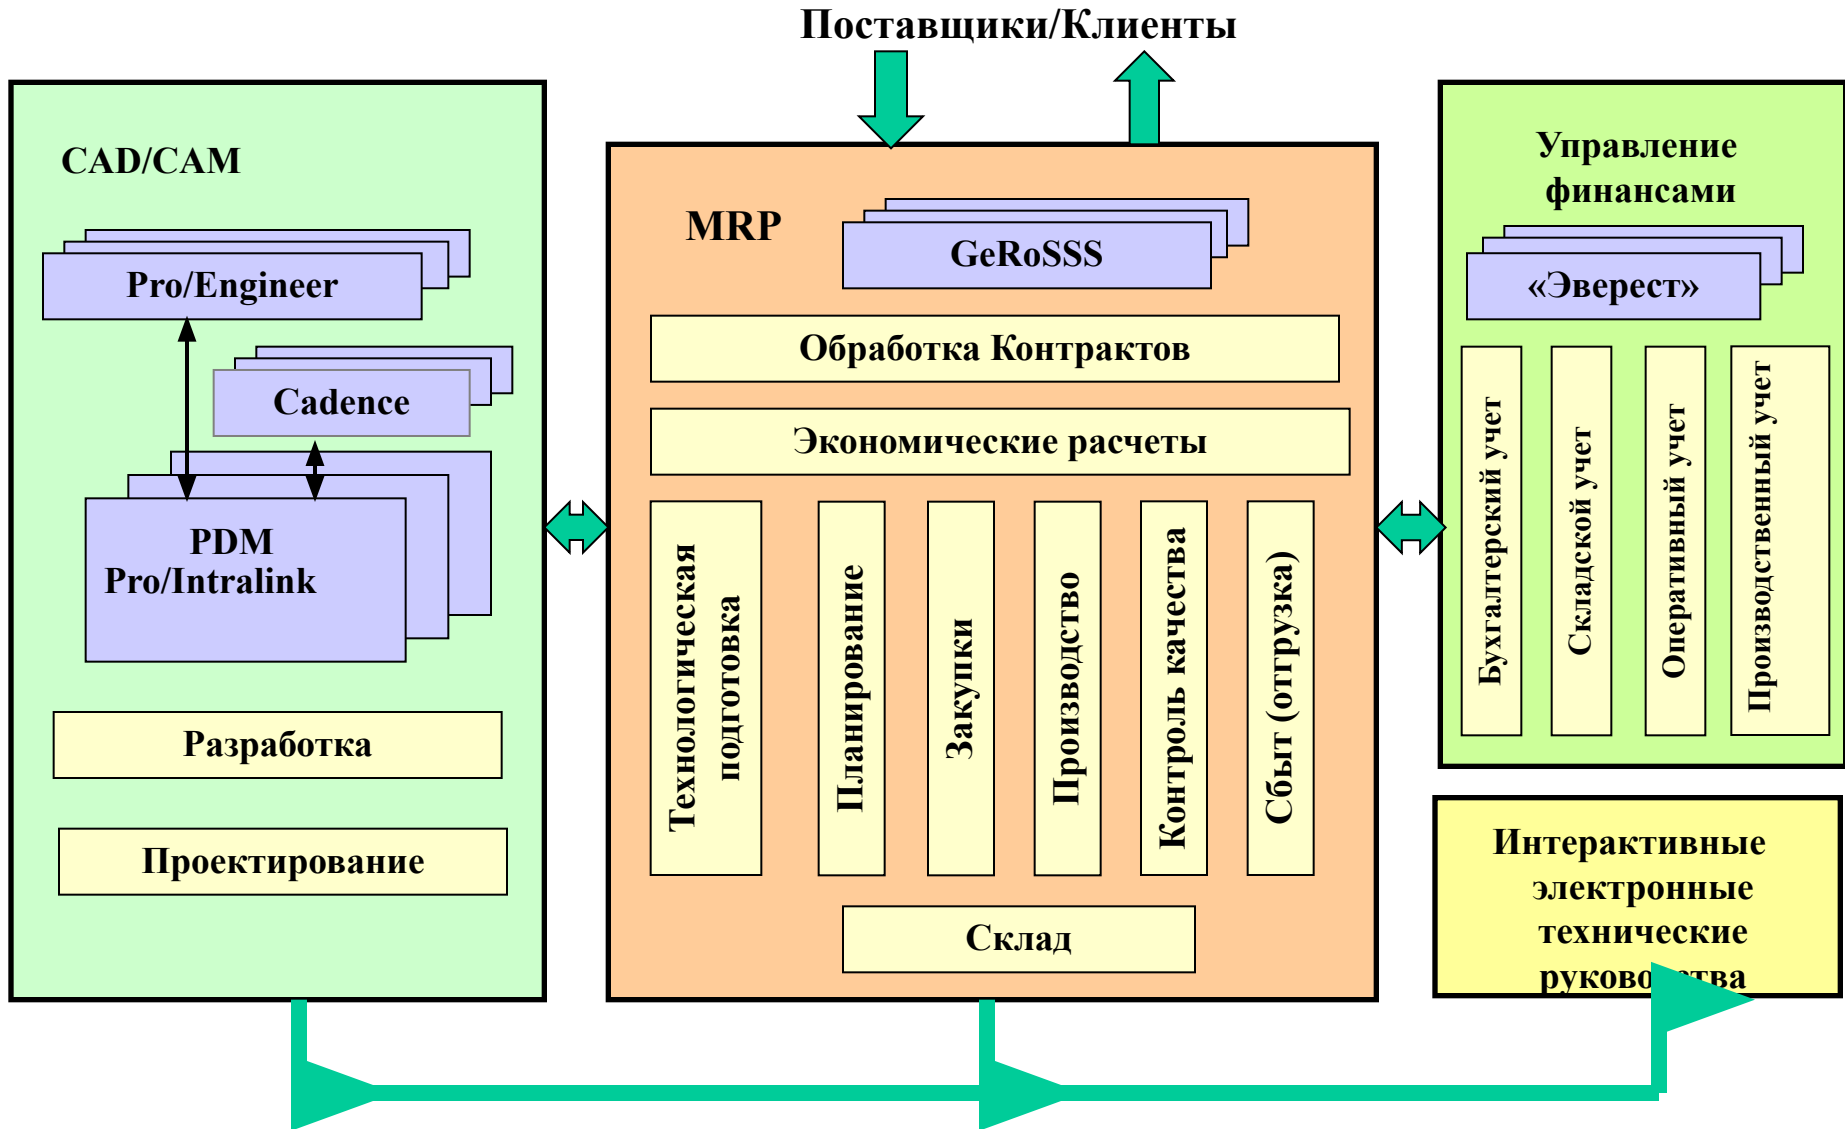 Поставщики/Клиенты
CAD/CAM
Pro/Engineer
Cadence
PDM
Pro/Intralink
Разработка
Проектирование
MRP
GeRoSSS
Обработка Контрактов
Экономические расчеты
Технологическая
подготовка
Планирование
Закупки
Производство
Контроль качества
Сбыт (отгрузка)
Склад
Управление
финансами
«Эверест»
Бухгалтерский учет
Складской учет
Оперативный учет
Производственный учет
Интерактивные
электронные
технические
руководства